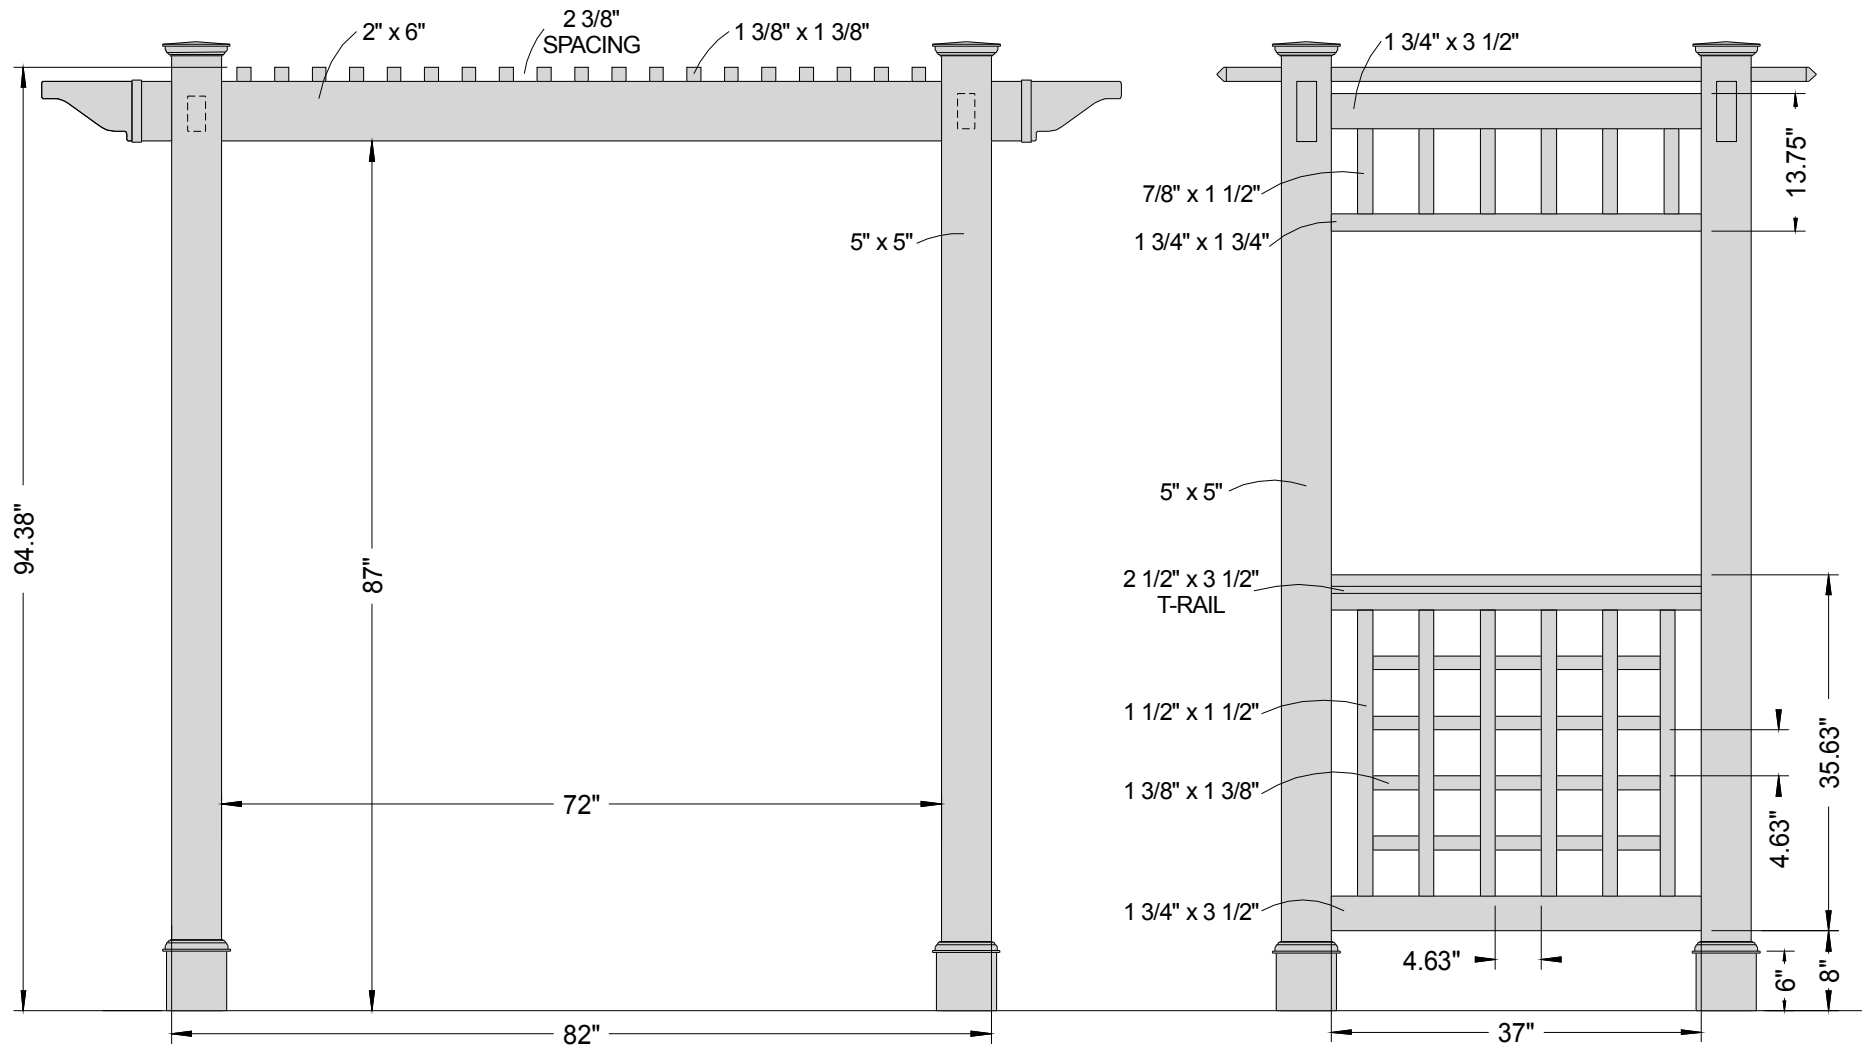 2" x 6"
2 3/8"
SPACING
1 3/8" x 1 3/8"
5" x 5"
94.38"
87"
72"
82"
1 3/4" x 3 1/2"
13.75"
7/8" x 1 1/2"
1 3/4" x 1 3/4"
5" x 5"
2 1/2" x 3 1/2"
T-RAIL
1 1/2" x 1 1/2"
35.63"
1 3/8" x 1 3/8"
4.63"
1 3/4" x 3 1/2"
4.63"
6"
8"
37"